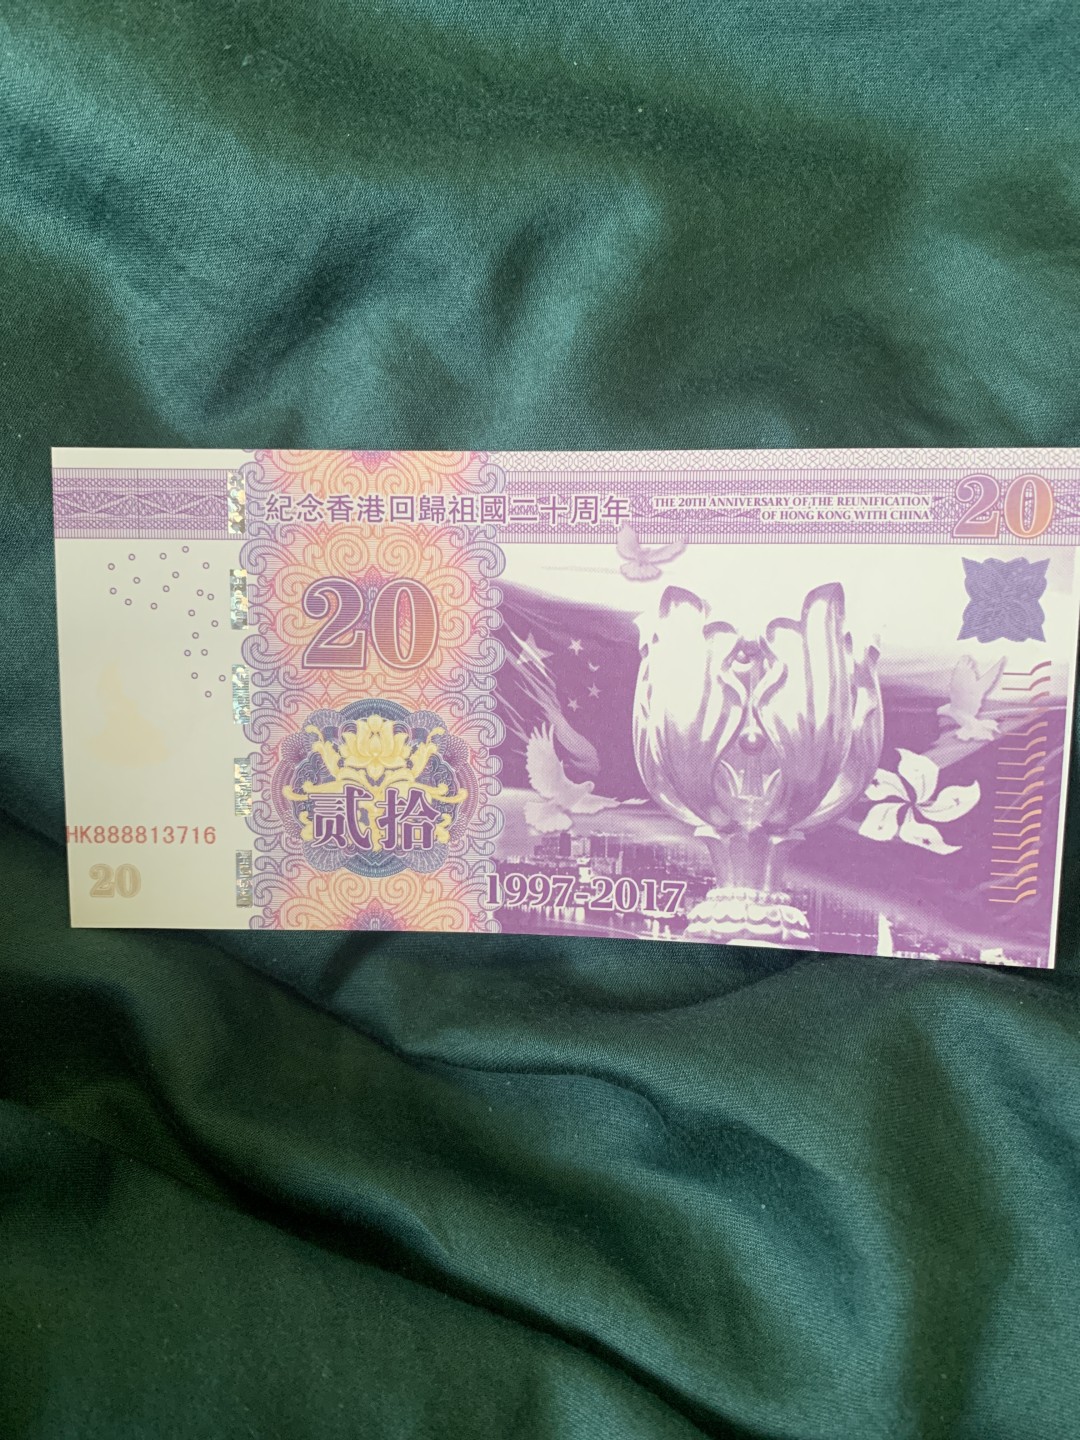 紀念香港回歸祖國二十周年
THE 20TH ANNIVERSARY OF THE REUNIFICATION
OF HONG KONG WITH CHINA
20
20
贰拾
HK888813716
20
1997-2017